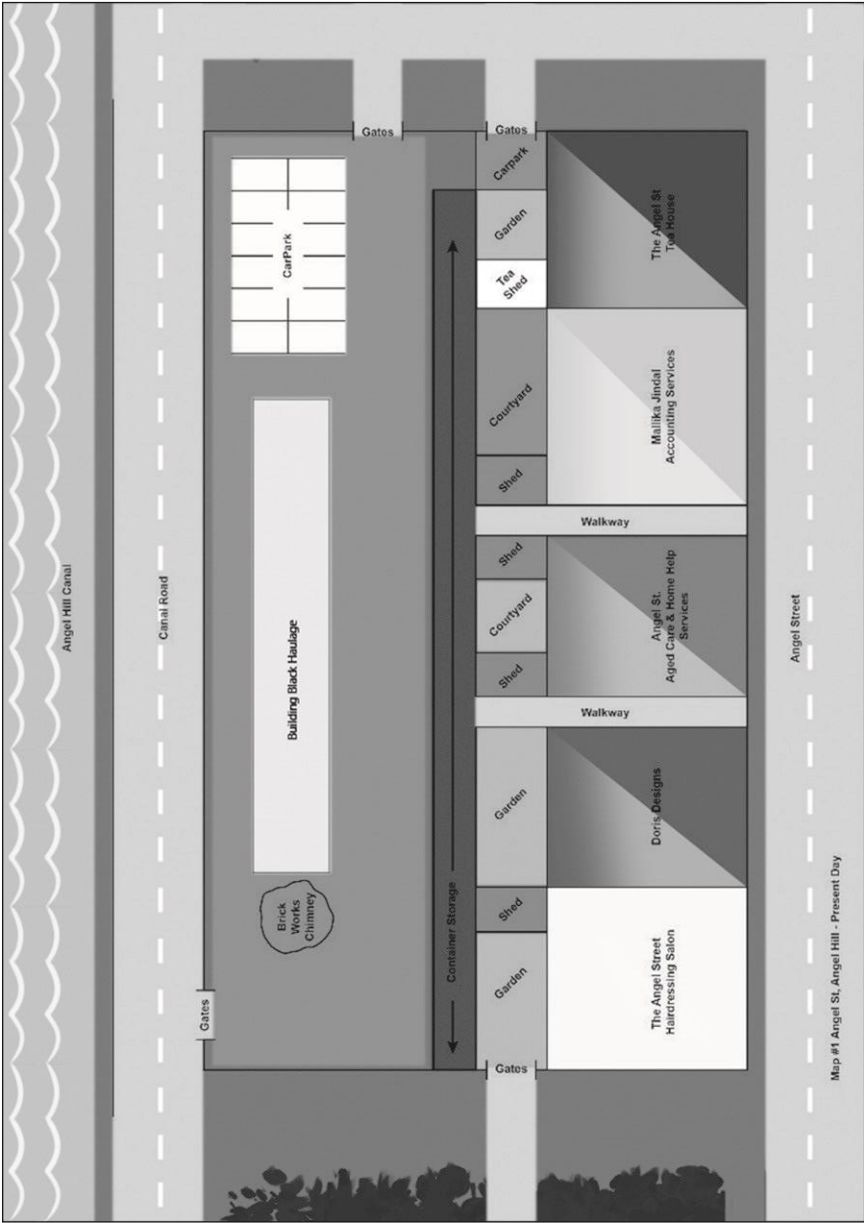 Gates
Gates
Carpark
Garden
Tea
Shed
The Angel St
Tea House
CarPark
Courtyard
Mallika Jindal
Accounting Services
Shed
Walkway
Angel Hill Canal
Canal Road
Building Black Haulage
Shed
Courtyard
Shed
Angel St.
Aged Care & Home Help
Services
Angel Street
Walkway
Garden
Doris Designs
Brick
Works
Chimney
Container Storage
Shed
Garden
The Angel Street
Hairdressing Salon
Gates
Gates
Map #1 Angel St, Angel Hill - Present Day